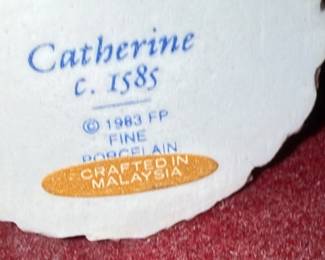 Catherine
c. 1585
© 1983 FP
FINE
PORCELAIN
CRAFTED IN
MALAYSIA